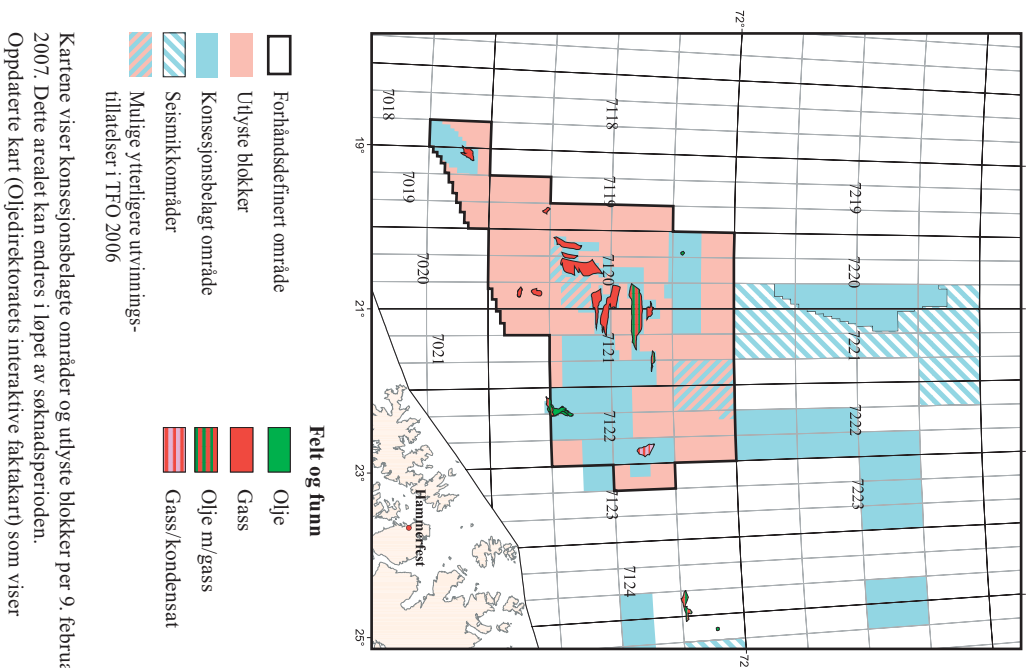 7219 7220 7221 7222 7223
72° 72
7118 7119 7120 7121 7122 7123 7124
7018 7019 7020 7021
Hammerfest
19° 21° 23° 25°
Forhåndsdefinert område
Utlyste blokker
Konsesjonsbelagt område
Seismikkområder
Mulige ytterligere utvinnings-
tillatelser i TFO 2006
Felt og funn
Olje
Gass
Olje m/gass
Gass/kondensat
Kartene viser konsesjonsbelagte områder og utlyste blokker per 9. februa
2007. Dette arealet kan endres i løpet av søknadsperioden.
Oppdaterte kart (Oljedirektoratets interaktive faktakart) som viser